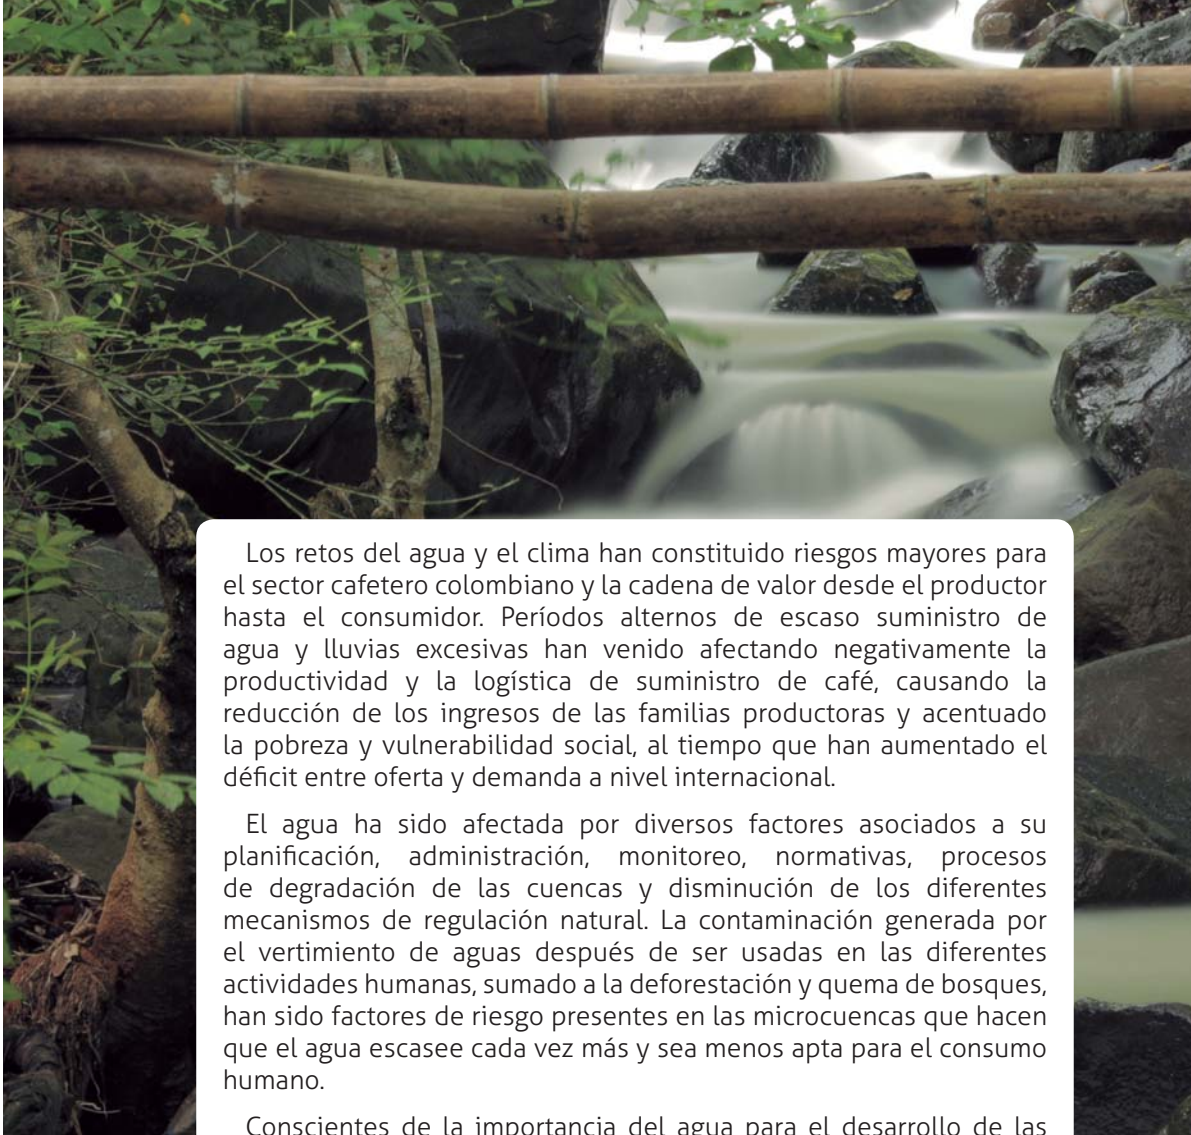 Los retos del agua y el clima han constituido riesgos mayores para
el sector cafetero colombiano y la cadena de valor desde el productor
hasta el consumidor. Períodos alternos de escaso suministro de
agua y lluvias excesivas han venido afectando negativamente la
productividad y la logística de suministro de café, causando la
reducción de los ingresos de las familias productoras y acentuado
la pobreza y vulnerabilidad social, al tiempo que han aumentado el
déficit entre oferta y demanda a nivel internacional.
El agua ha sido afectada por diversos factores asociados a su
planificación, administración, monitoreo, normativas, procesos
de degradación de las cuencas y disminución de los diferentes
mecanismos de regulación natural. La contaminación generada por
el vertimiento de aguas después de ser usadas en las diferentes
actividades humanas, sumado a la deforestación y quema de bosques,
han sido factores de riesgo presentes en las microcuencas que hacen
que el agua escasee cada vez más y sea menos apta para el consumo
humano.
Conscientes de la importancia del agua para el desarrollo de las